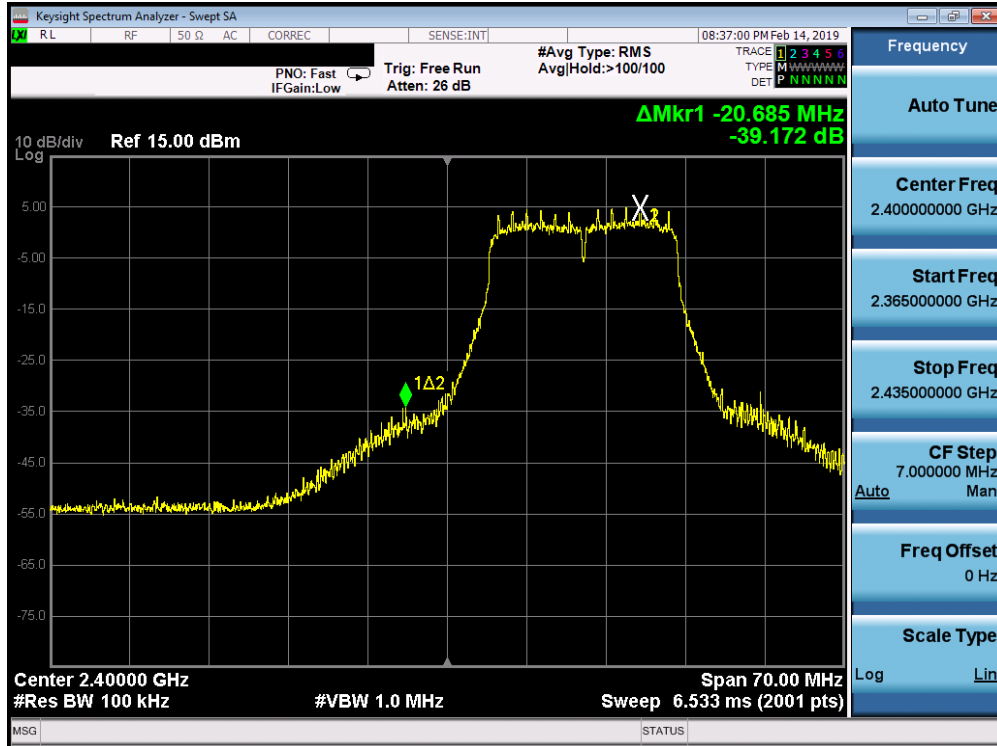 Keysight Spectrum Analyzer - Swept SA
LXI RL RF 50 Ω AC CORREC SENSE:INT 08:37:00 PM Feb 14, 2019
PNO: Fast
IFGain:Low
Trig: Free Run
Atten: 26 dB
#Avg Type: RMS
Avg|Hold:>100/100
TRACE 1 2 3 4 5 6
TYPE M W W W W W
DET P N N N N N
ΔMkr1 -20.685 MHz
-39.172 dB
10 dB/div Ref 15.00 dBm
Log
5.00
-5.00
-15.0
-25.0
-35.0
-45.0
-55.0
-65.0
-75.0
X2
1Δ2
Center 2.40000 GHz Span 70.00 MHz
#Res BW 100 kHz #VBW 1.0 MHz Sweep 6.533 ms (2001 pts)
MSG STATUS
Frequency
Auto Tune
Center Freq
2.400000000 GHz
Start Freq
2.365000000 GHz
Stop Freq
2.435000000 GHz
CF Step
7.000000 MHz
Auto Man
Freq Offset
0 Hz
Scale Type
Log Lin